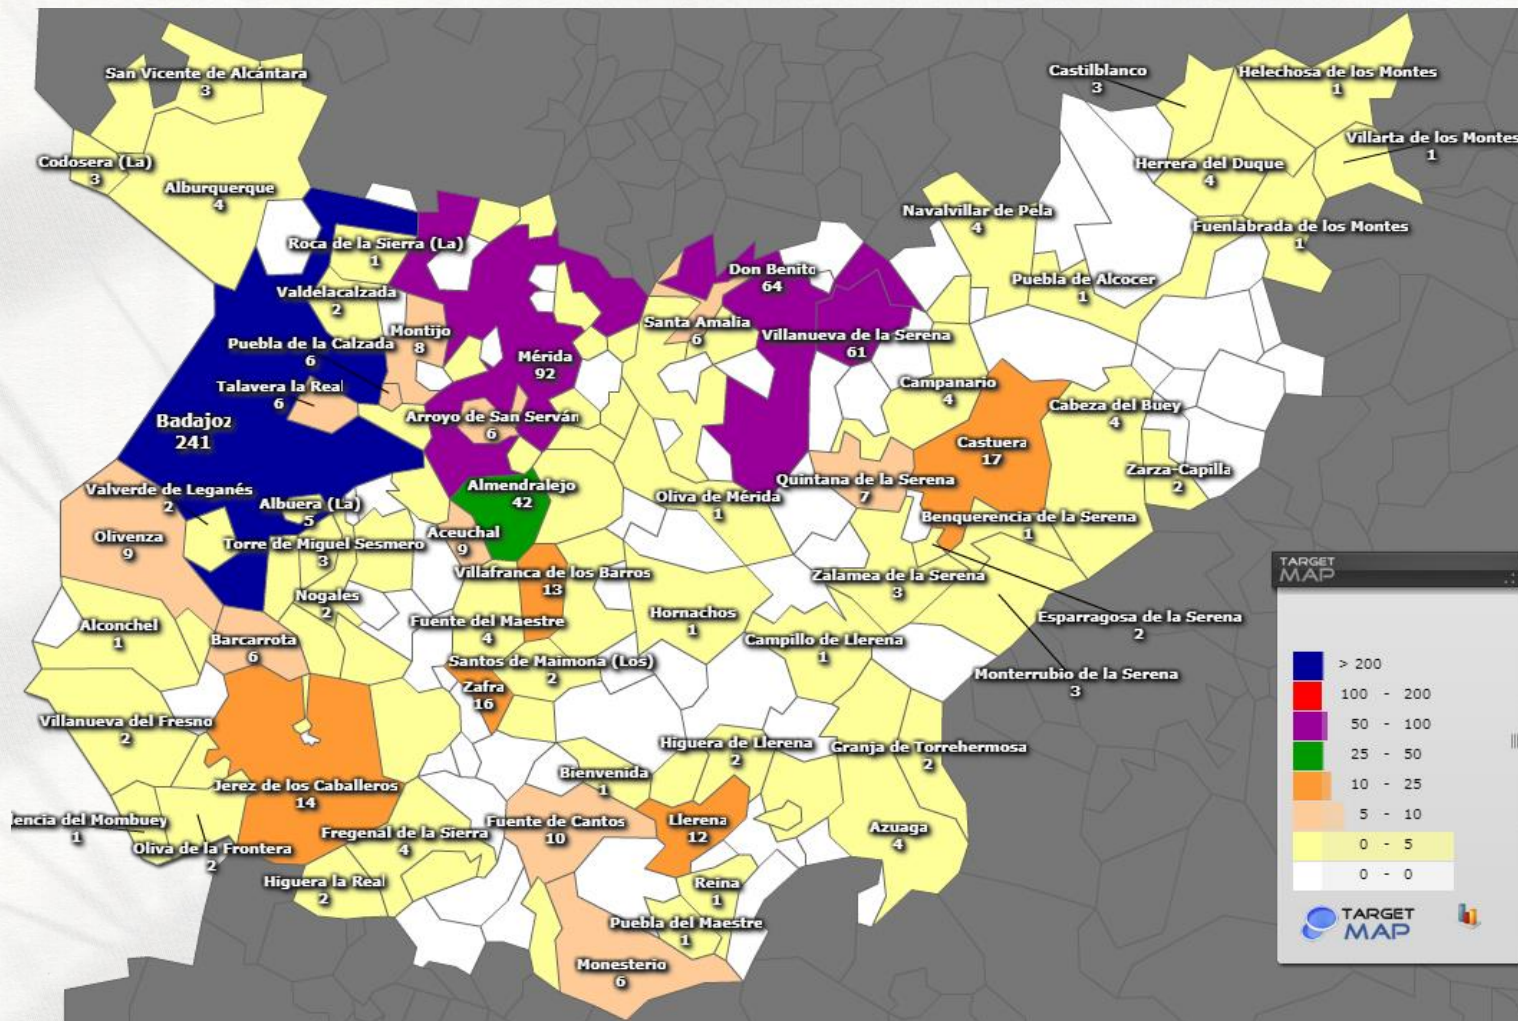 San Vicente de Alcántara
3
Castilblanco
3
Helechosa de los Montes
1
Villarta de los Montes
1
Codosera (La)
3
Herrera del Duque
4
Alburquerque
4
Navalvillar de Pela
4
Fuenlabrada de los Montes
1
Roca de la Sierra (La)
1
Don Benito
64
Puebla de Alcocer
1
Valdelacalzada
2
Montijo
8
Santa Amalia
6
Villanueva de la Serena
61
Puebla de la Calzada
6
Mérida
92
Talavera la Real
6
Campanario
4
Cabeza del Buey
4
Badajoz
241
Arroyo de San Serván
6
Castuera
17
Zarza-Capilla
2
Valverde de Leganés
2
Almendralejo
42
Quintana de la Serena
7
Albuera (La)
5
Oliva de Mérida
1
Benquerencia de la Serena
1
Olivenza
9
Aceuchal
9
Torre de Miguel Sesmero
3
Villafranca de los Barros
13
Zalamea de la Serena
3
Nogales
2
Hornachos
1
Esparragosa de la Serena
2
Alconchel
1
Fuente del Maestre
4
Barcarrota
6
Campillo de Llerena
1
Santos de Maimona (Los)
2
Monterrubio de la Serena
3
Zafra
16
Villanueva del Fresno
2
Higuera de Llerena
2
Granja de Torrehermosa
2
Bienvenida
1
Jerez de los Caballeros
14
encia del Mombuey
1
Fuente de Cantos
10
Llerena
12
Azuaga
4
Fregenal de la Sierra
4
Oliva de la Frontera
2
Higuera la Real
2
Reina
1
Puebla del Maestre
1
Monesterio
6
TARGET
MAP
> 200
100 - 200
50 - 100
25 - 50
10 - 25
5 - 10
0 - 5
0 - 0
TARGET
MAP